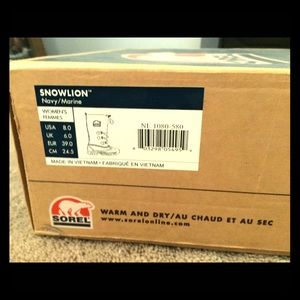 SNOWLION™
Navy/Marine
WOMEN'S
FEMMES
USA 8.0
UK 6.0
EUR 39.0
CM 24.5
NL 1080-580
MADE IN VIETNAM • FABRIQUÉ EN VIETNAM
SOREL
WARM AND DRY/AU CHAUD ET AU SEC
www.sorelonline.com